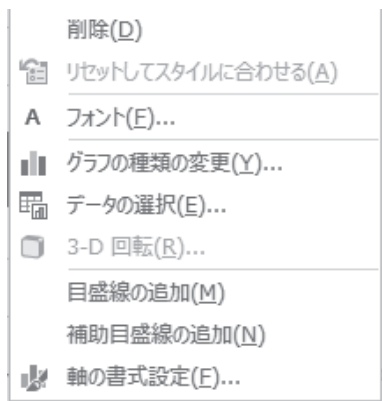 削除(D)
リセットしてスタイルに合わせる(A)
A フォント(F)...
グラフの種類の変更(Y)...
データの選択(E)...
3-D 回転(R)...
目盛線の追加(M)
補助目盛線の追加(N)
軸の書式設定(F)...